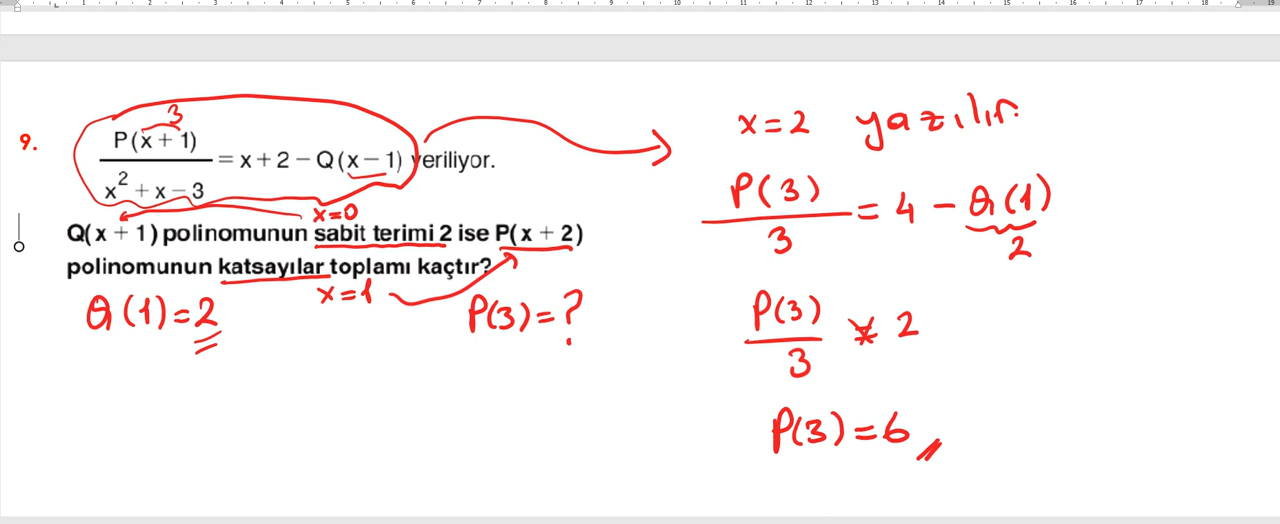 9.
3
P(x + 1) / x² + x − 3 = x + 2 − Q(x − 1) veriliyor.
x=0
Q(x + 1) polinomunun sabit terimi 2 ise P(x + 2)
polinomunun katsayılar toplamı kaçtır?
x=1
Q(1)=2
P(3)=?
x=2 yazılır.
P(3) / 3 = 4 − Q(1)
2
P(3) / 3 = 2
P(3)=6